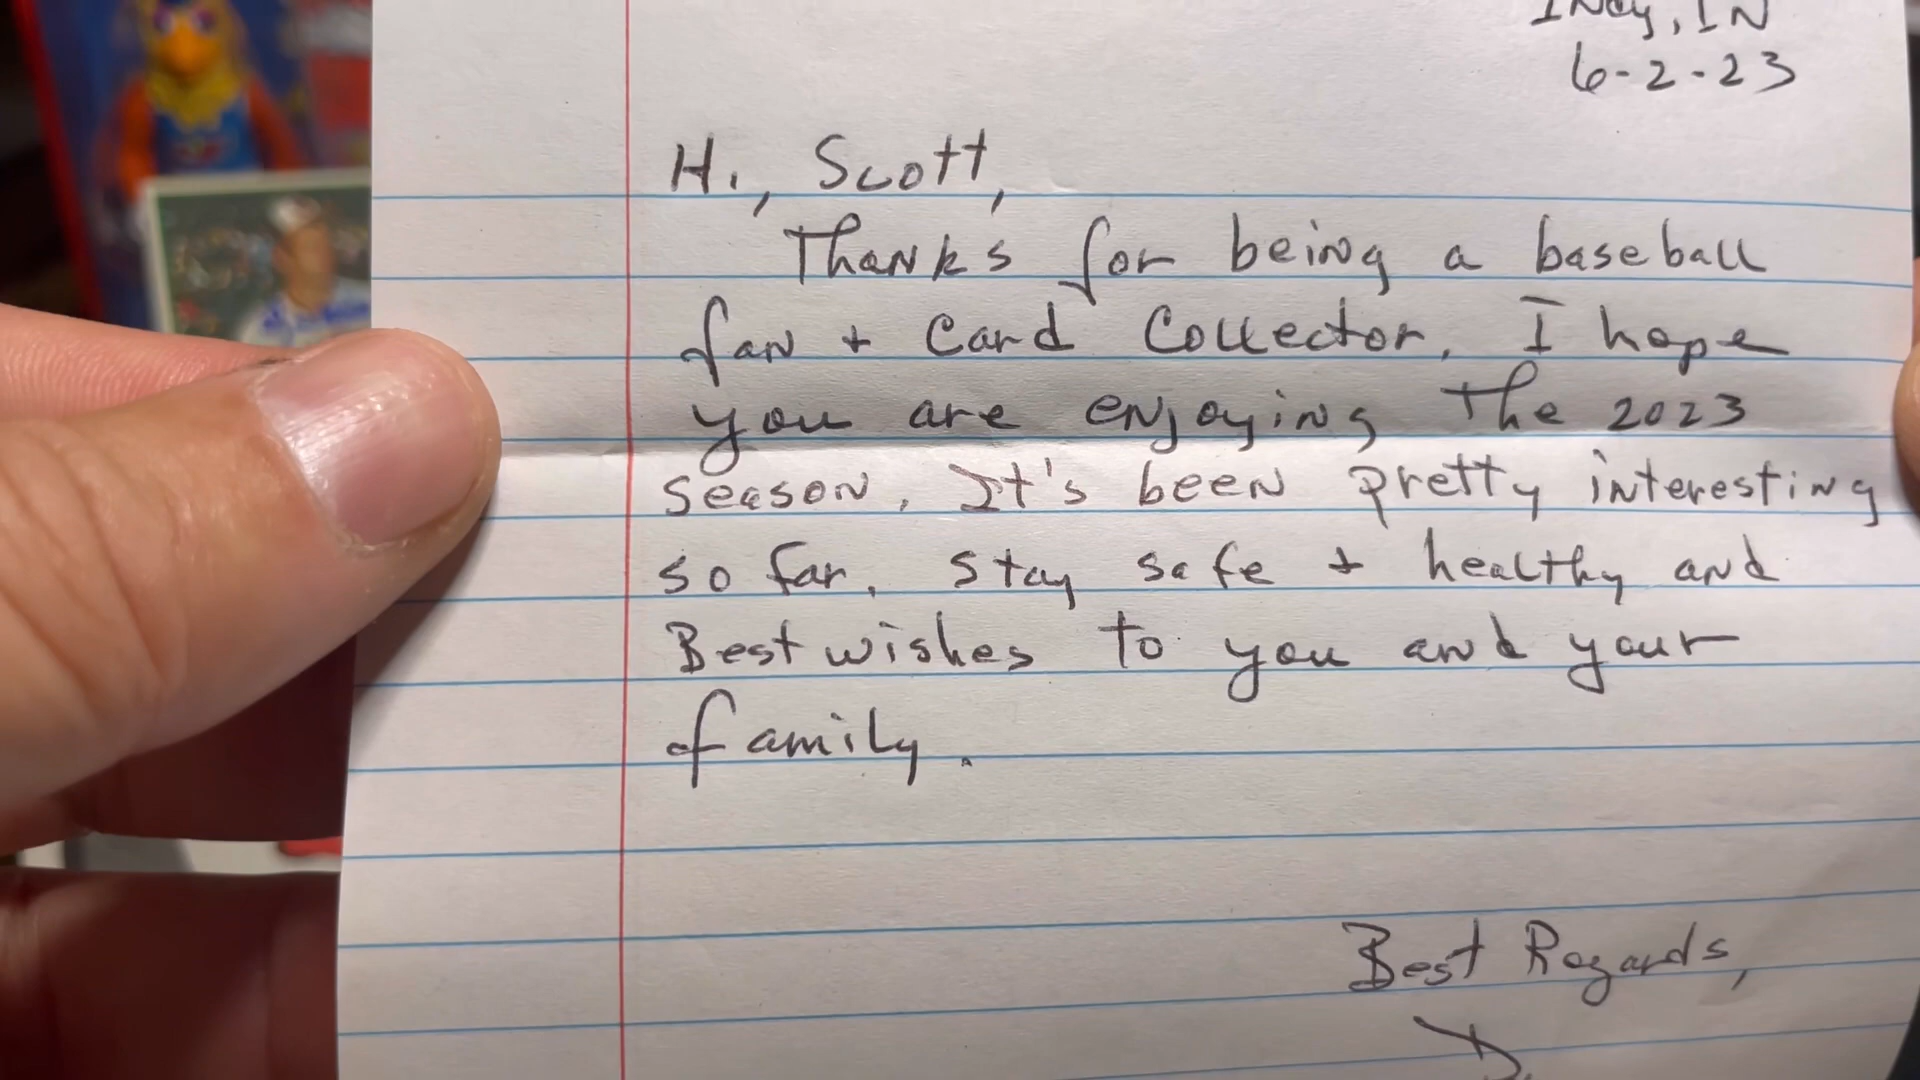 Indy, IN
6-2-23
Hi, Scott,
Thanks for being a baseball
fan + Card Collector. I hope
you are enjoying the 2023
season. It's been pretty interesting
so far. Stay safe + healthy and
Best wishes to you and your
family.
Best Regards,